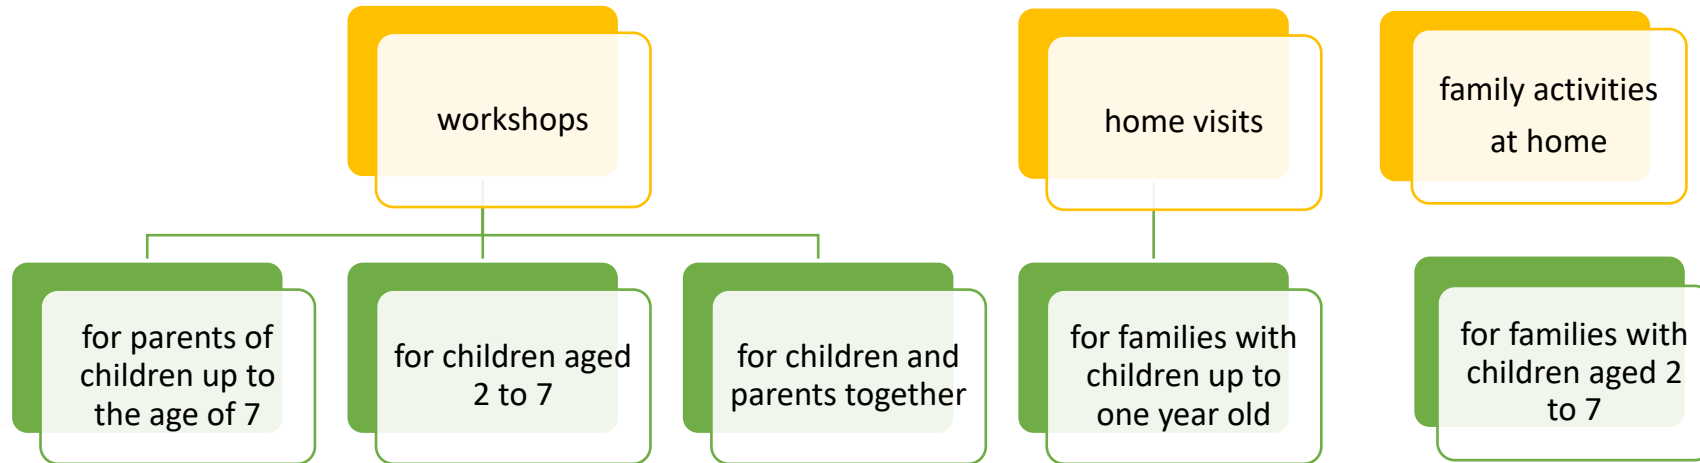 workshops
home visits
family activities
at home
for parents of
children up to
the age of 7
for children aged
2 to 7
for children and
parents together
for families with
children up to
one year old
for families with
children aged 2
to 7